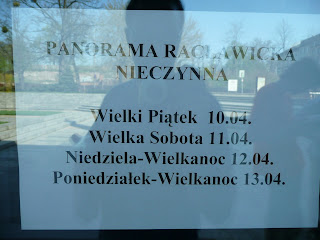 PANORAMA RACŁAWICKA
NIECZYNNA
Wielki Piątek 10.04.
Wielka Sobota 11.04.
Niedziela-Wielkanoc 12.04.
Poniedziałek-Wielkanoc 13.04.